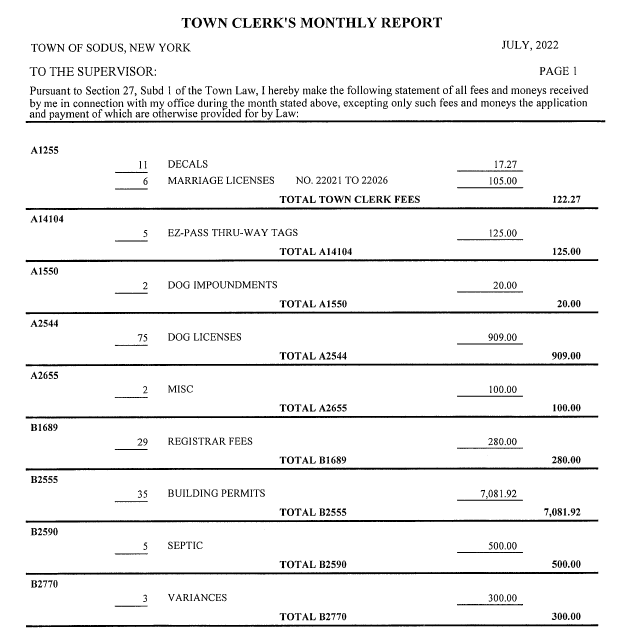 TOWN CLERK'S MONTHLY REPORT
TOWN OF SODUS, NEW YORK JULY, 2022
TO THE SUPERVISOR: PAGE 1
Pursuant to Section 27, Subd 1 of the Town Law, I hereby make the following statement of all fees and moneys received
by me in connection with my office during the month stated above, excepting only such fees and moneys the application
and payment of which are otherwise provided for by Law:
A1255
11 DECALS 17.27
6 MARRIAGE LICENSES NO. 22021 TO 22026 105.00
TOTAL TOWN CLERK FEES 122.27
A14104
5 EZ-PASS THRU-WAY TAGS 125.00
TOTAL A14104 125.00
A1550
2 DOG IMPOUNDMENTS 20.00
TOTAL A1550 20.00
A2544
75 DOG LICENSES 909.00
TOTAL A2544 909.00
A2655
2 MISC 100.00
TOTAL A2655 100.00
B1689
29 REGISTRAR FEES 280.00
TOTAL B1689 280.00
B2555
35 BUILDING PERMITS 7,081.92
TOTAL B2555 7,081.92
B2590
5 SEPTIC 500.00
TOTAL B2590 500.00
B2770
3 VARIANCES 300.00
TOTAL B2770 300.00